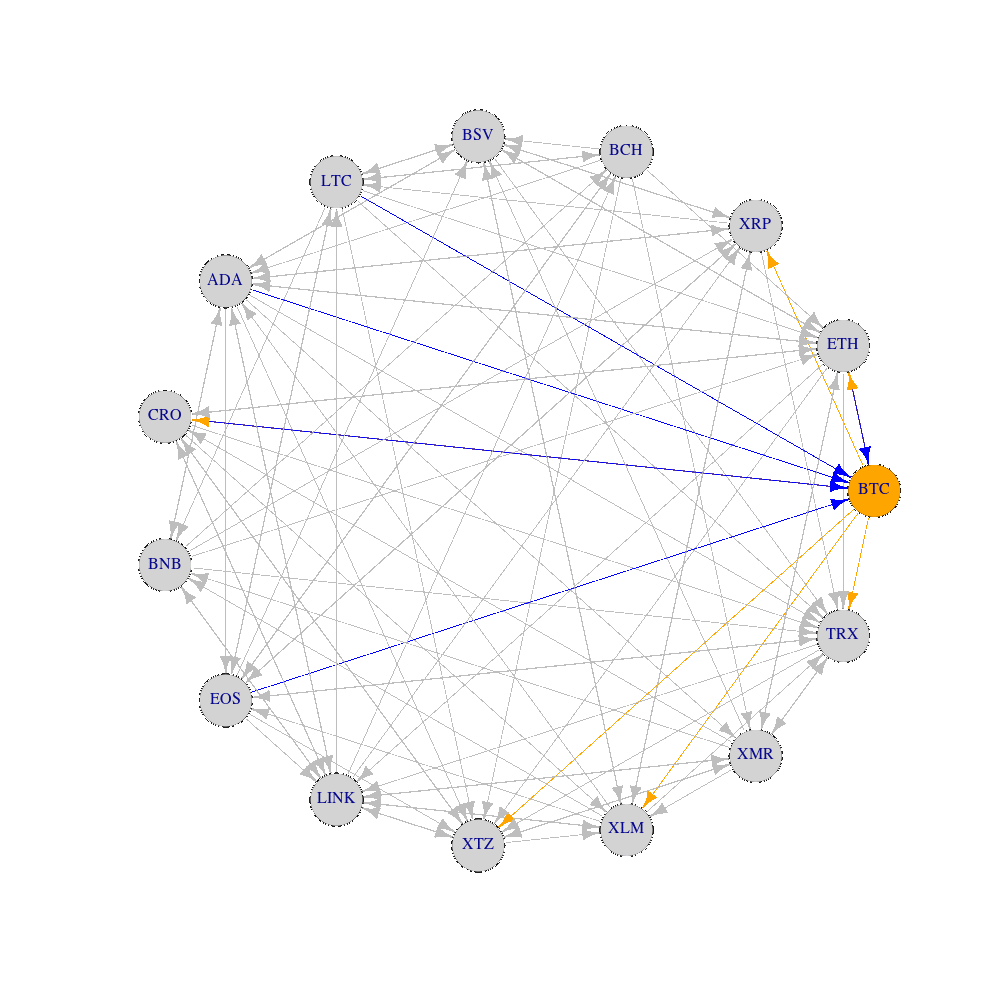 BSV
BCH
LTC
XRP
ADA
ETH
CRO
BTC
BNB
TRX
EOS
XMR
LINK
XLM
XTZ